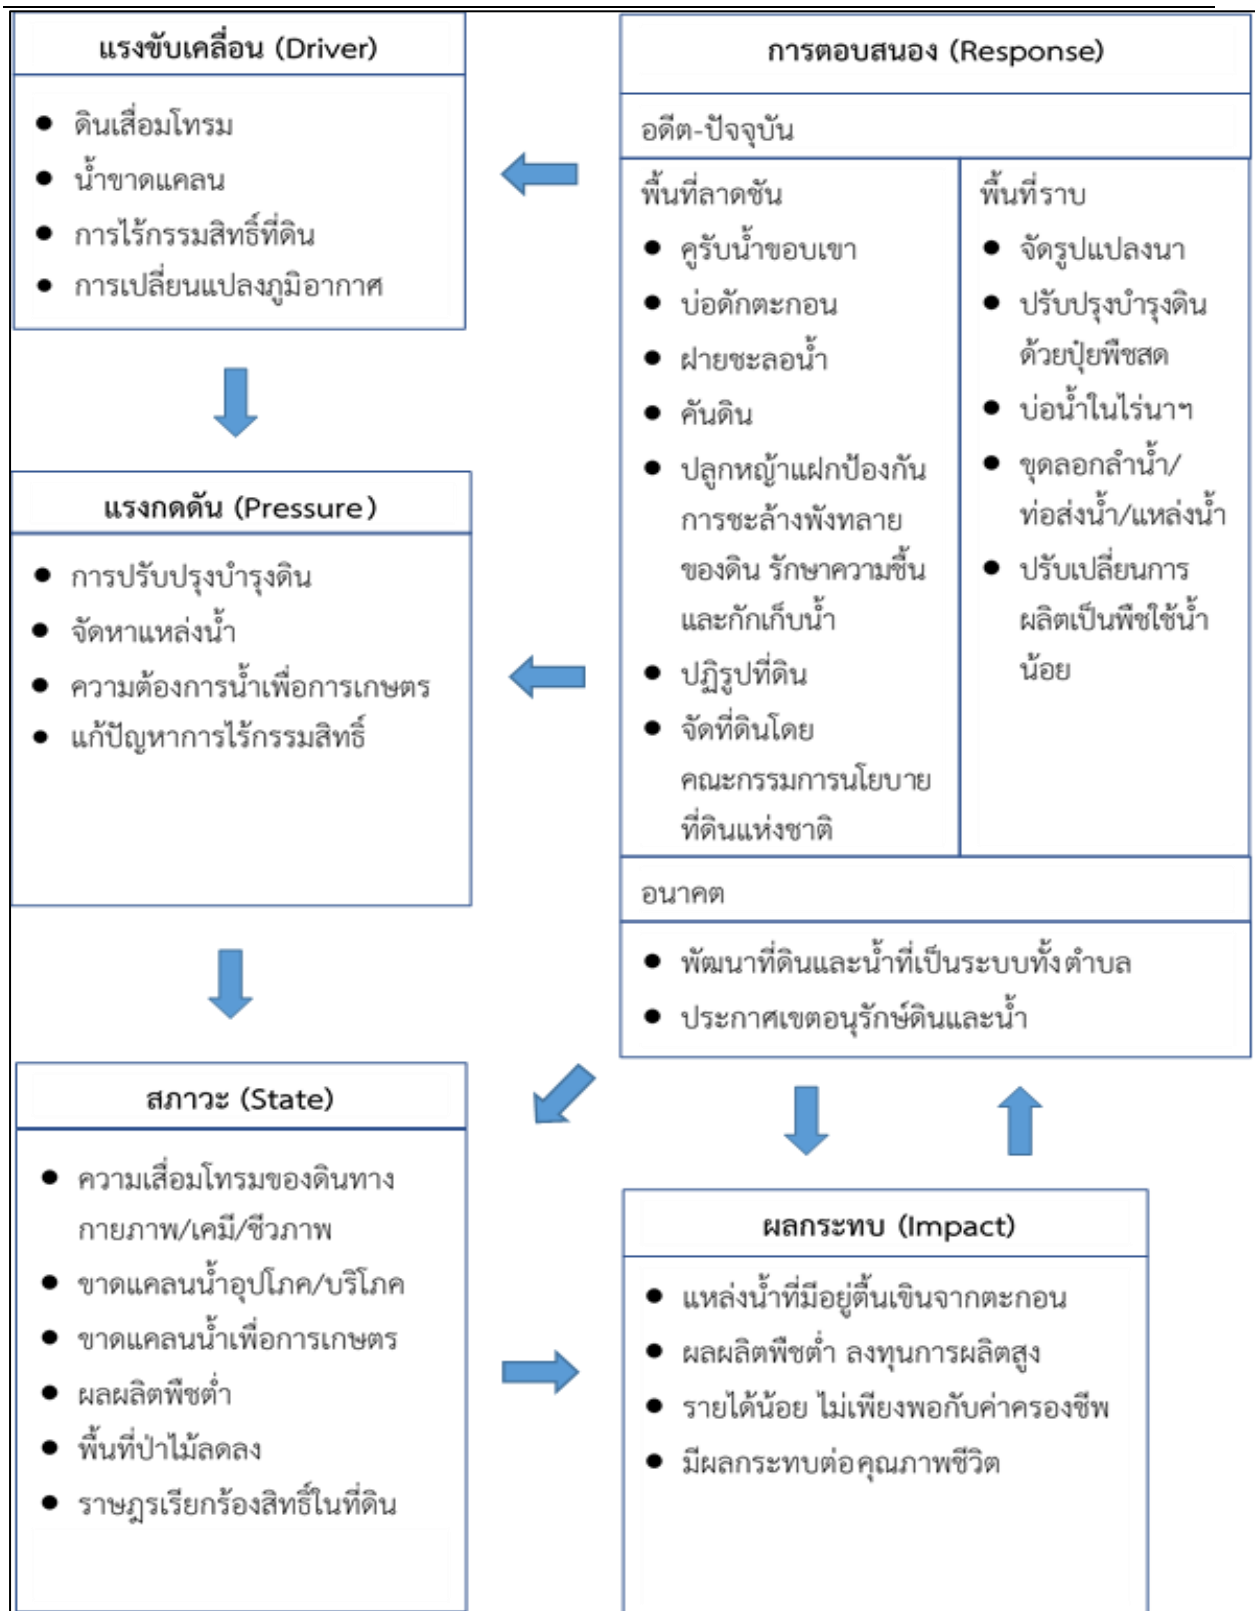 แรงขับเคลื่อน (Driver)
● ดินเสื่อมโทรม
● น้ำขาดแคลน
● การไร้กรรมสิทธิ์ที่ดิน
● การเปลี่ยนแปลงภูมิอากาศ
แรงกดดัน (Pressure)
● การปรับปรุงบำรุงดิน
● จัดหาแหล่งน้ำ
● ความต้องการน้ำเพื่อการเกษตร
● แก้ปัญหาการไร้กรรมสิทธิ์
สภาวะ (State)
● ความเสื่อมโทรมของดินทาง
กายภาพ/เคมี/ชีวภาพ
● ขาดแคลนน้ำอุปโภค/บริโภค
● ขาดแคลนน้ำเพื่อการเกษตร
● ผลผลิตพืชต่ำ
● พื้นที่ป่าไม้ลดลง
● ราษฎรเรียกร้องสิทธิ์ในที่ดิน
การตอบสนอง (Response)
อดีต-ปัจจุบัน
พื้นที่ลาดชัน
● คูรับน้ำขอบเขา
● บ่อดักตะกอน
● ฝายชะลอน้ำ
● คันดิน
● ปลูกหญ้าแฝกป้องกัน
การชะล้างพังทลาย
ของดิน รักษาความชื้น
และกักเก็บน้ำ
● ปฏิรูปที่ดิน
● จัดที่ดินโดย
คณะกรรมการนโยบาย
ที่ดินแห่งชาติ
พื้นที่ราบ
● จัดรูปแปลงนา
● ปรับปรุงบำรุงดิน
ด้วยปุ๋ยพืชสด
● บ่อน้ำในไร่นาฯ
● ขุดลอกลำน้ำ/
ท่อส่งน้ำ/แหล่งน้ำ
● ปรับเปลี่ยนการ
ผลิตเป็นพืชใช้น้ำ
น้อย
อนาคต
● พัฒนาที่ดินและน้ำที่เป็นระบบทั้งตำบล
● ประกาศเขตอนุรักษ์ดินและน้ำ
ผลกระทบ (Impact)
● แหล่งน้ำที่มีอยู่ตื้นเขินจากตะกอน
● ผลผลิตพืชต่ำ ลงทุนการผลิตสูง
● รายได้น้อย ไม่เพียงพอกับค่าครองชีพ
● มีผลกระทบต่อคุณภาพชีวิต